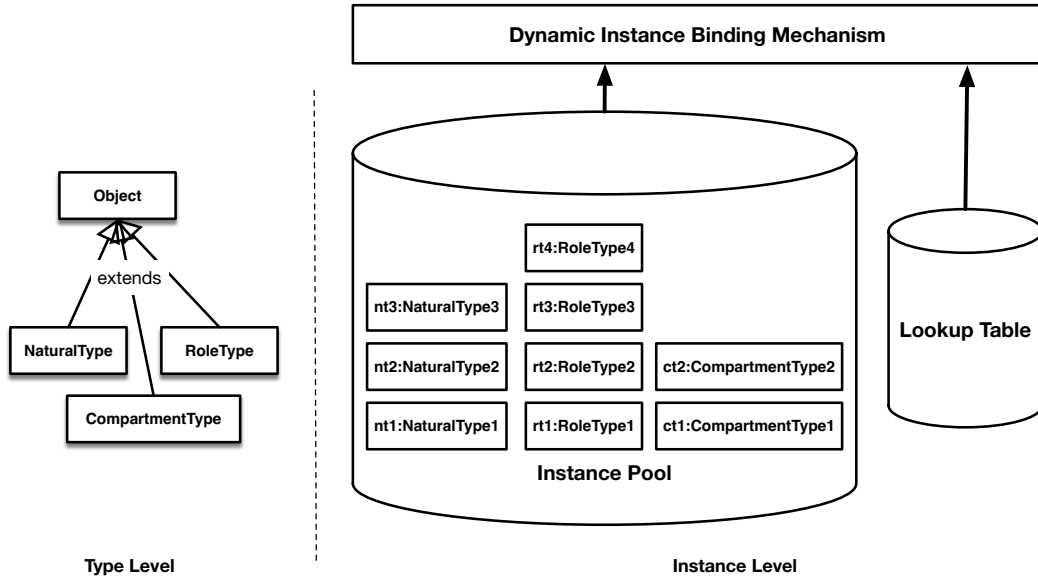 Dynamic Instance Binding Mechanism
Object
extends
NaturalType
RoleType
CompartmentType
Type Level
rt4:RoleType4
nt3:NaturalType3
rt3:RoleType3
nt2:NaturalType2
rt2:RoleType2
ct2:CompartmentType2
nt1:NaturalType1
rt1:RoleType1
ct1:CompartmentType1
Instance Pool
Lookup Table
Instance Level